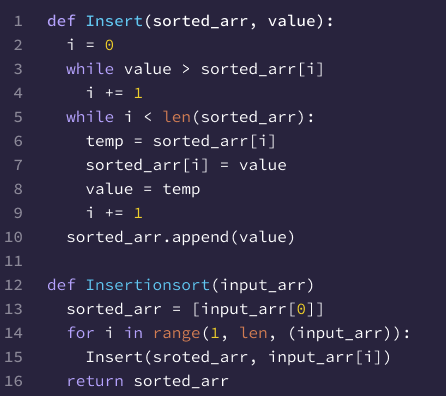 1 def Insert(sorted_arr, value):
2 i = 0
3 while value > sorted_arr[i]
4 i += 1
5 while i < len(sorted_arr):
6 temp = sorted_arr[i]
7 sorted_arr[i] = value
8 value = temp
9 i += 1
10 sorted_arr.append(value)
11
12 def Insertionsort(input_arr)
13 sorted_arr = [input_arr[0]]
14 for i in range(1, len, (input_arr)):
15 Insert(sroted_arr, input_arr[i])
16 return sorted_arr